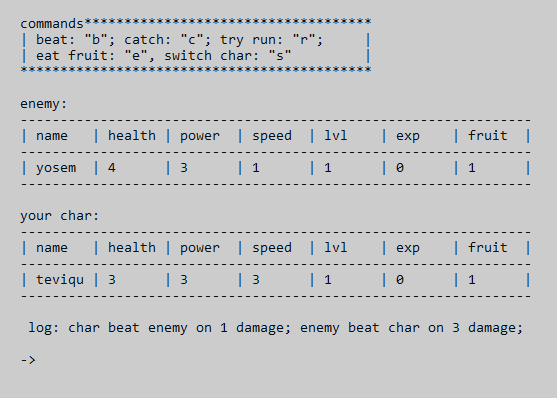 commands************************************
| beat: "b"; catch: "c"; try run: "r";     |
| eat fruit: "e", switch char: "s"         |
********************************************
enemy:
----------------------------------------------------------------
| name   | health | power  | speed  | lvl    | exp    | fruit  |
----------------------------------------------------------------
| yosem  | 4      | 3      | 1      | 1      | 0      | 1      |
----------------------------------------------------------------
your char:
----------------------------------------------------------------
| name   | health | power  | speed  | lvl    | exp    | fruit  |
----------------------------------------------------------------
| teviqu | 3      | 3      | 3      | 1      | 0      | 1      |
----------------------------------------------------------------
log: char beat enemy on 1 damage; enemy beat char on 3 damage;
->